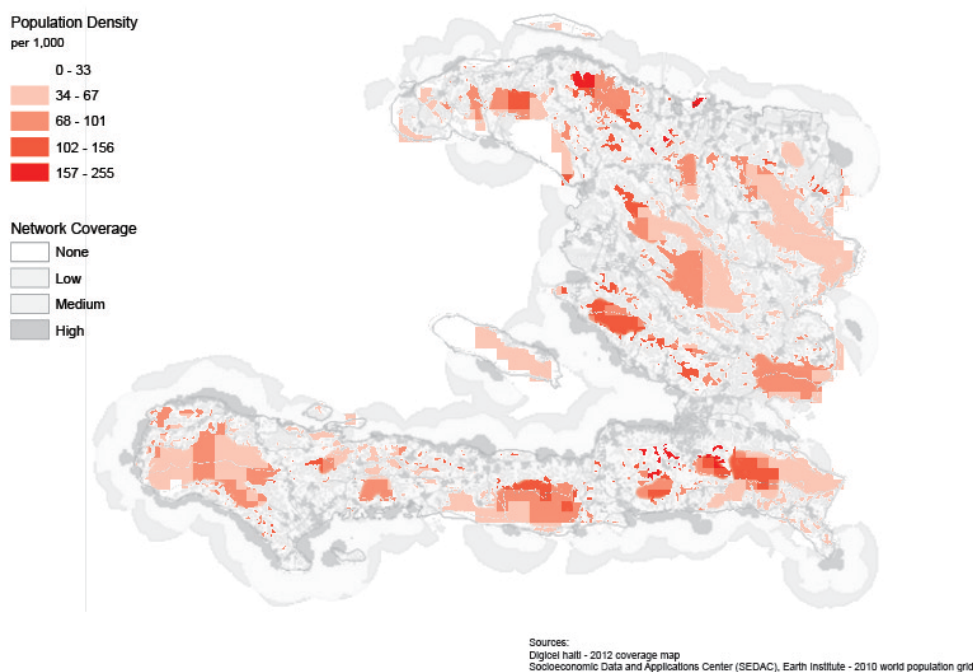 Population Density
per 1,000
0 - 33
34 - 67
68 - 101
102 - 156
157 - 255
Network Coverage
None
Low
Medium
High
Sources:
Digicel haiti - 2012 coverage map
Socioeconomic Data and Applications Center (SEDAC), Earth Institute - 2010 world population grid